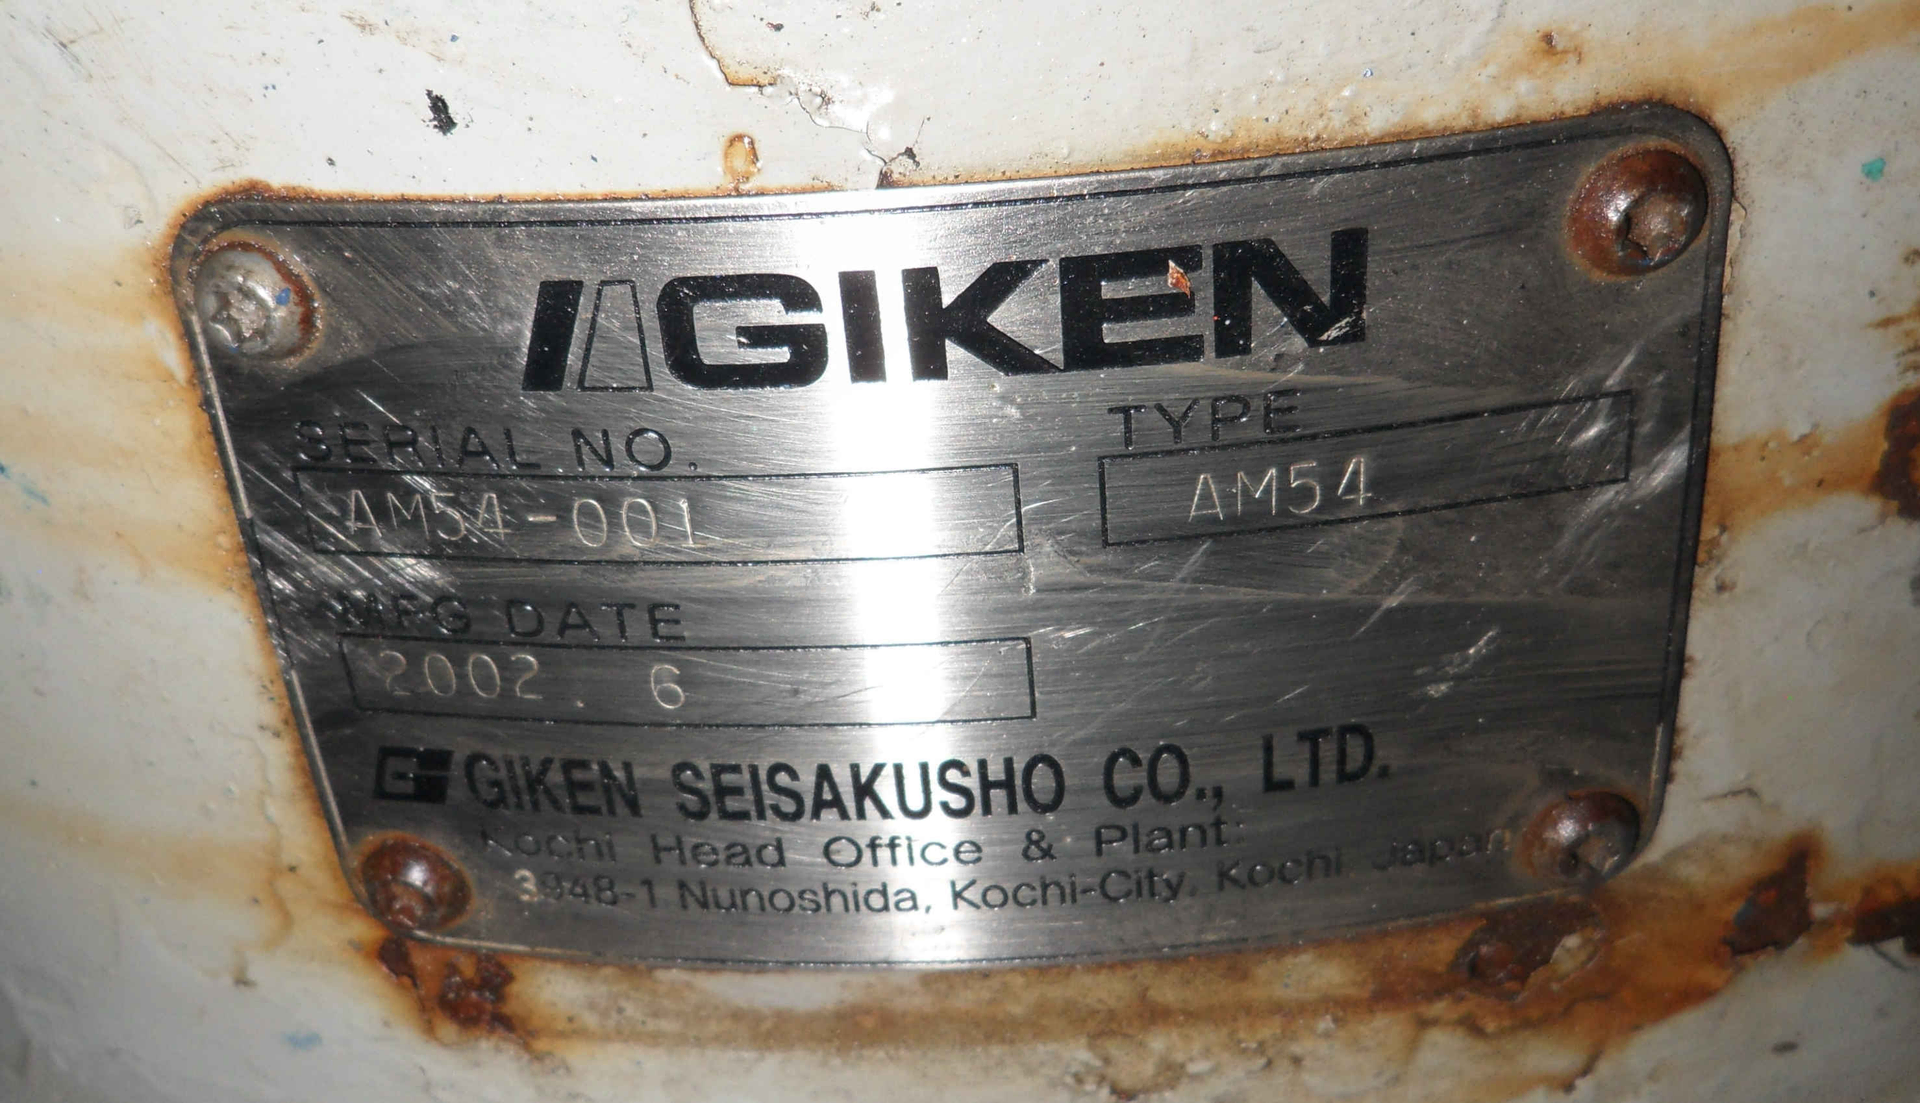 GIKEN
SERIAL NO. TYPE
AM54-001 AM54
MFG DATE
2002. 6
GIKEN SEISAKUSHO CO., LTD.
Kochi Head Office & Plant:
3948-1 Nunoshida, Kochi-City, Kochi, Japan